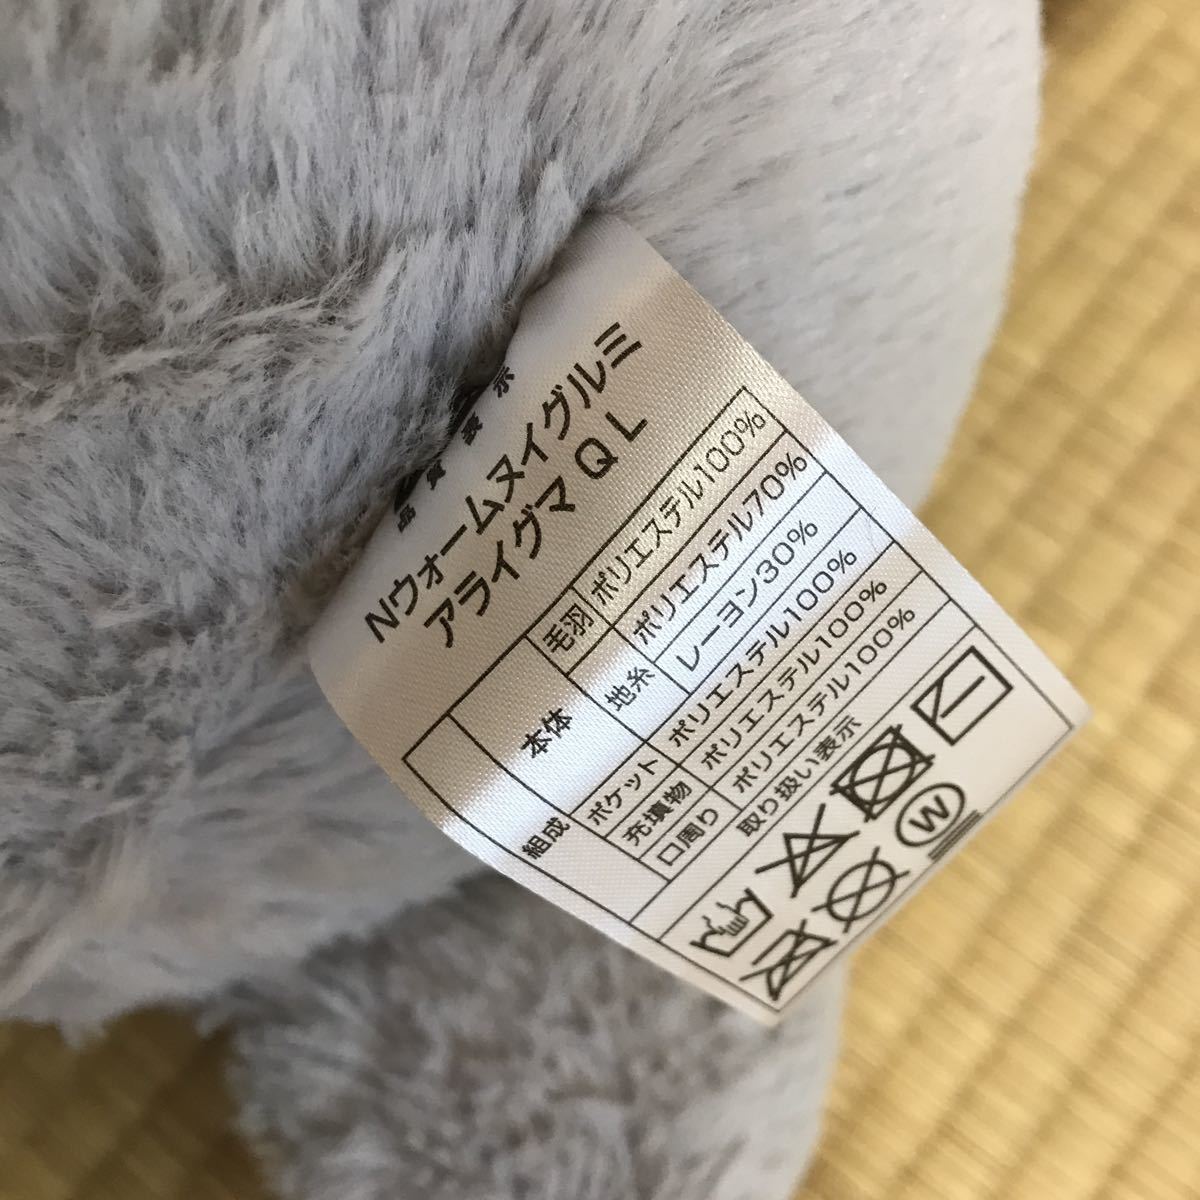 品質表示
Nウォームヌイグルミ
アライグマ Q L
組成
本体
毛羽 ポリエステル100%
地糸 ポリエステル70%
レーヨン30%
ポケット ポリエステル100%
充填物 ポリエステル100%
口周り ポリエステル100%
取り扱い表示
W